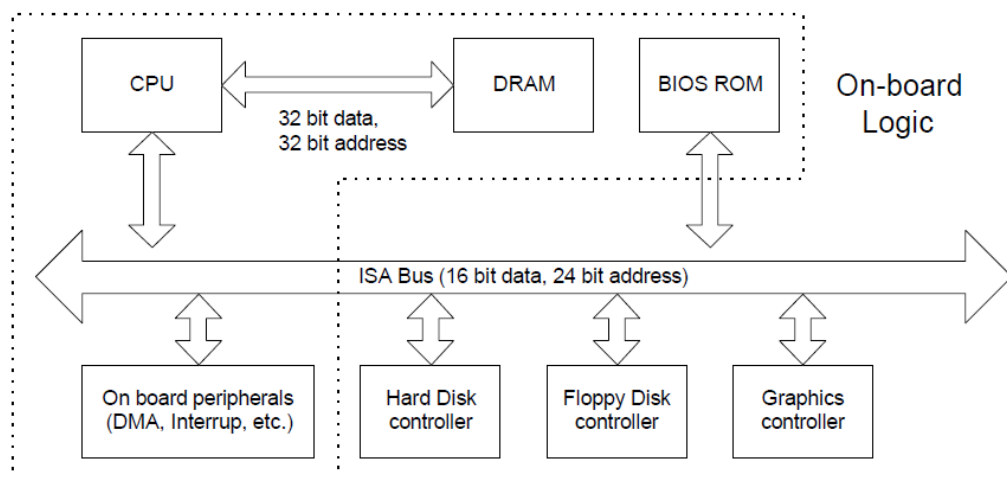 CPU
DRAM
BIOS ROM
On-board
Logic
32 bit data,
32 bit address
ISA Bus (16 bit data, 24 bit address)
On board peripherals
(DMA, Interrup, etc.)
Hard Disk
controller
Floppy Disk
controller
Graphics
controller